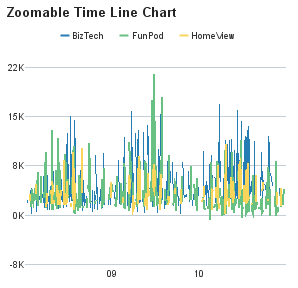 Zoomable Time Line Chart
BizTech FunPod HomeView
22K
15K
8K
0K
-8K
09 10